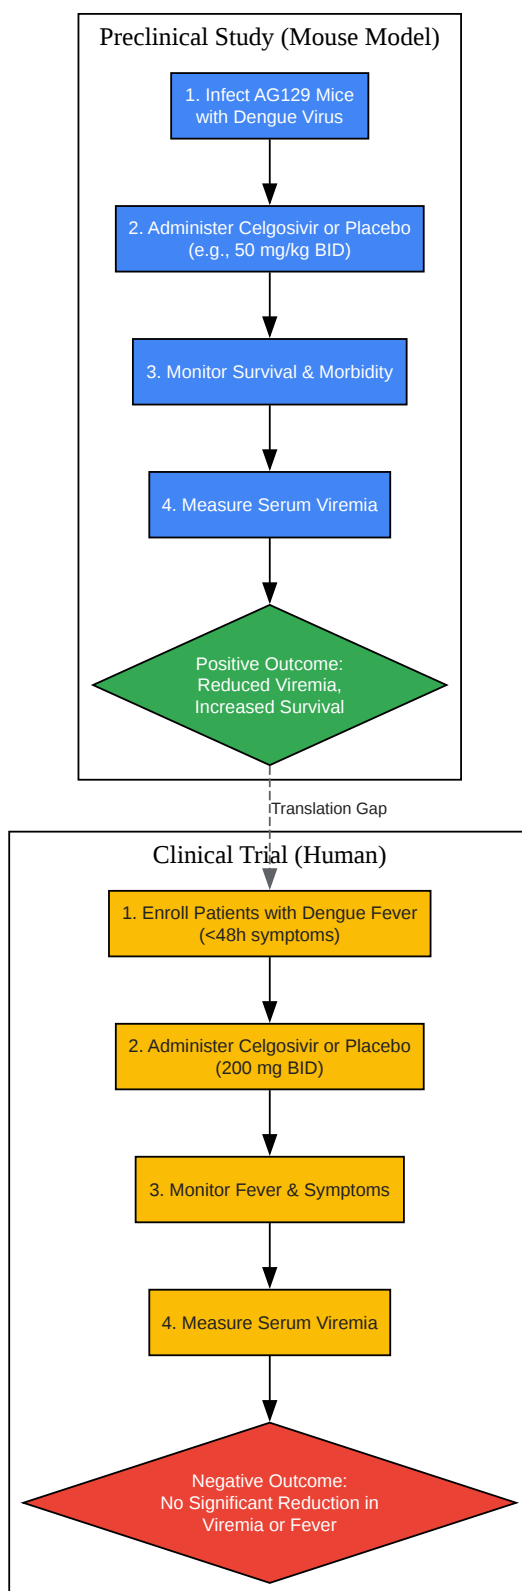 Preclinical Study (Mouse Model)
1. Infect AG129 Mice
with Dengue Virus
2. Administer Celgosivir or Placebo
(e.g., 50 mg/kg BID)
3. Monitor Survival & Morbidity
4. Measure Serum Viremia
Positive Outcome:
Reduced Viremia,
Increased Survival
Translation Gap
Clinical Trial (Human)
1. Enroll Patients with Dengue Fever
(<48h symptoms)
2. Administer Celgosivir or Placebo
(200 mg BID)
3. Monitor Fever & Symptoms
4. Measure Serum Viremia
Negative Outcome:
No Significant Reduction in
Viremia or Fever